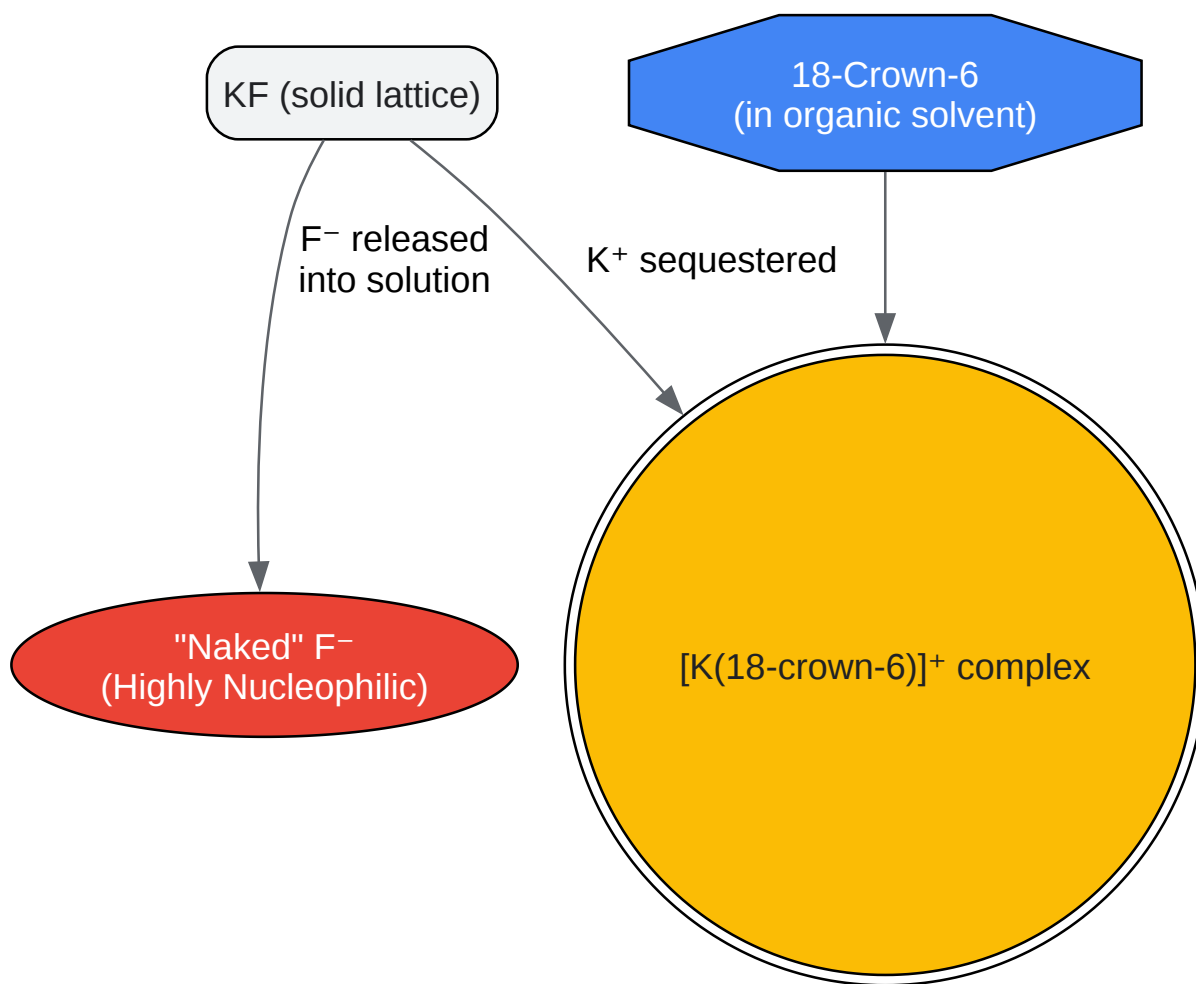 KF (solid lattice)
18-Crown-6
(in organic solvent)
F⁻ released
into solution
K⁺ sequestered
"Naked" F⁻
(Highly Nucleophilic)
[K(18-crown-6)]⁺ complex